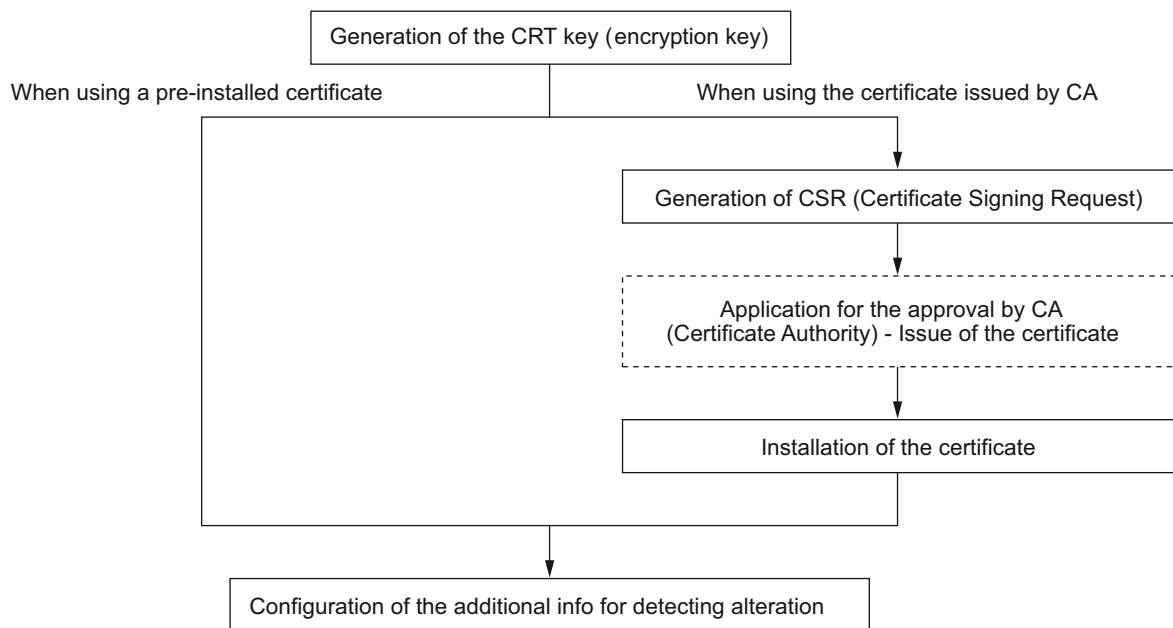 Generation of the CRT key (encryption key)
When using a pre-installed certificate
When using the certificate issued by CA
Generation of CSR (Certificate Signing Request)
Application for the approval by CA
(Certificate Authority) - Issue of the certificate
Installation of the certificate
Configuration of the additional info for detecting alteration